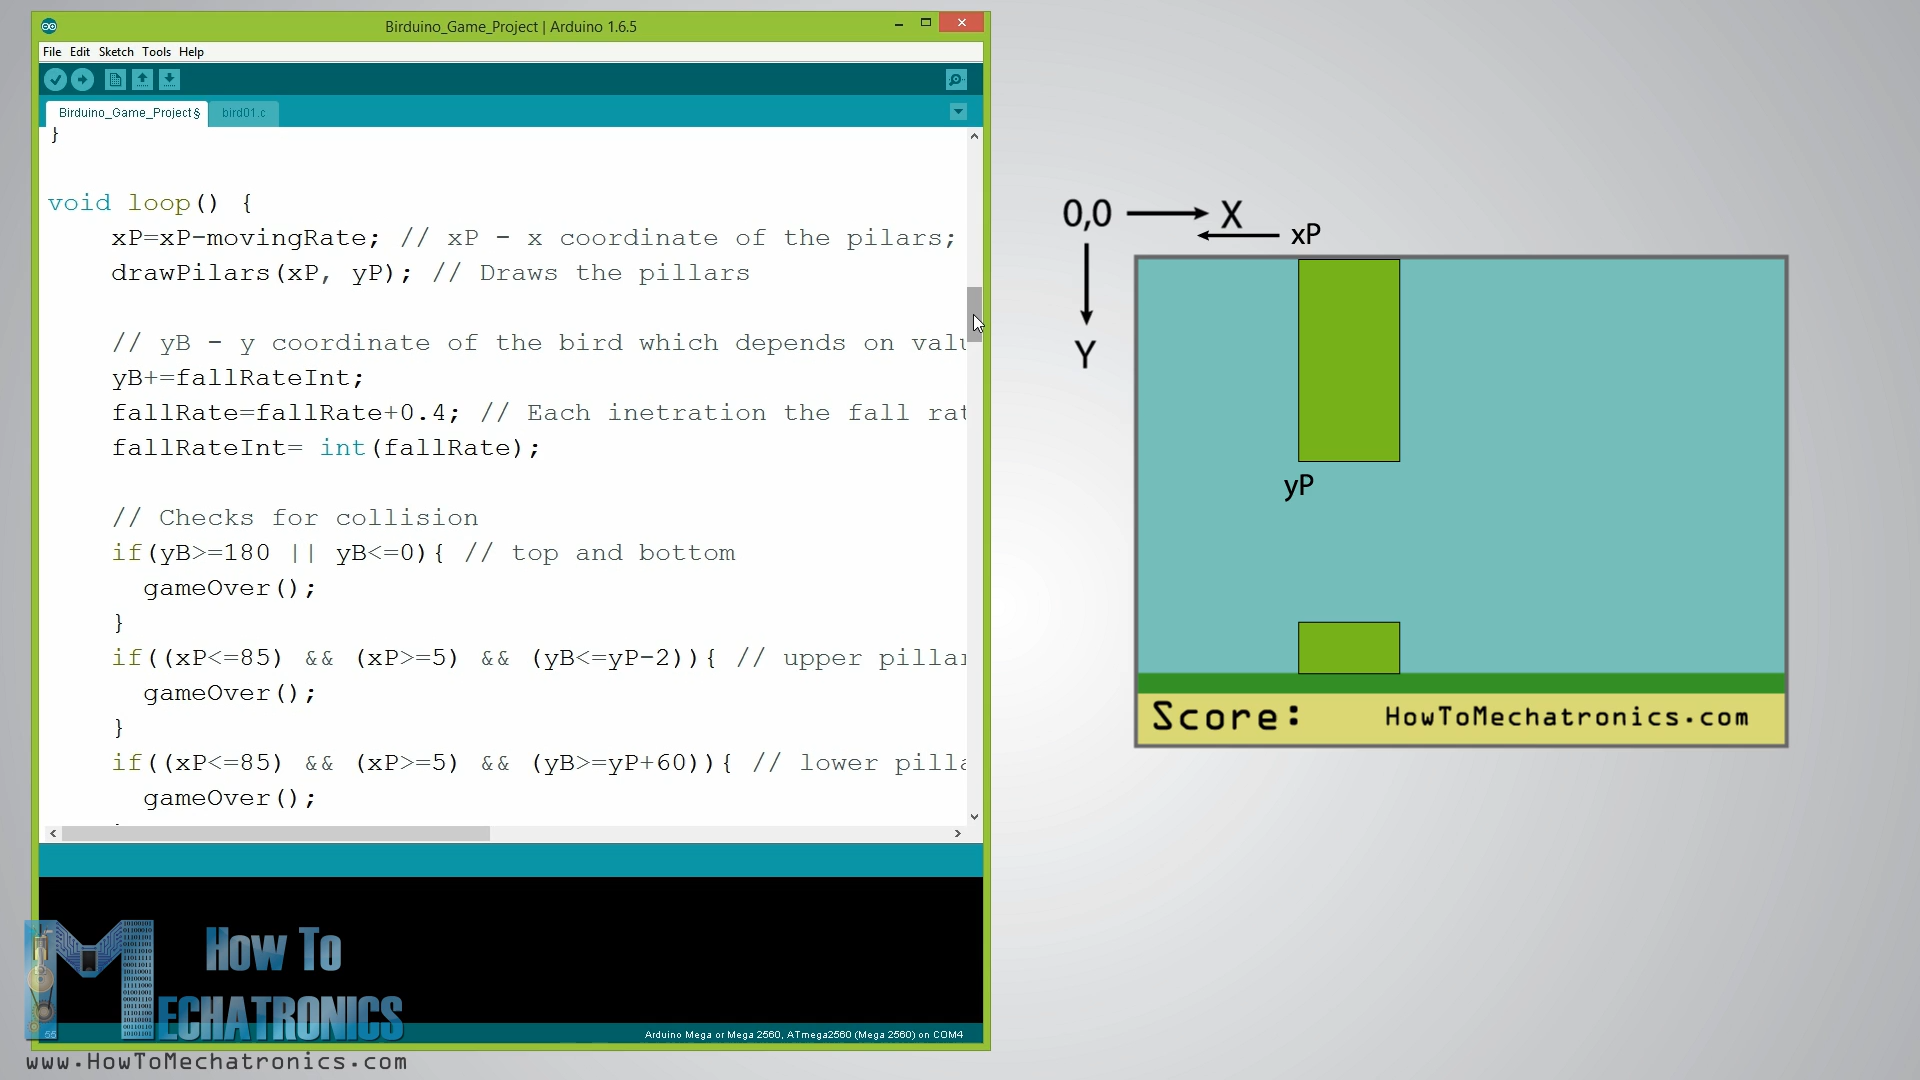 Birduino_Game_Project | Arduino 1.6.5
File Edit Sketch Tools Help
Birduino_Game_Project§ bird01.c
}
void loop() {
xP=xP-movingRate; // xP - x coordinate of the pilars;
drawPilars(xP, yP); // Draws the pillars
// yB - y coordinate of the bird which depends on valu
yB+=fallRateInt;
fallRate=fallRate+0.4; // Each inetration the fall rat
fallRateInt= int(fallRate);
// Checks for collision
if(yB>=180 || yB<=0){ // top and bottom
gameOver();
}
if((xP<=85) && (xP>=5) && (yB<=yP-2)){ // upper pillar
gameOver();
}
if((xP<=85) && (xP>=5) && (yB>=yP+60)){ // lower pilla
gameOver();
55
Arduino Mega or Mega 2560, ATmega2560 (Mega 2560) on COM4
How To
MECHATRONICS
www.HowToMechatronics.com
0,0 X
xP
Y
yP
Score: HowToMechatronics.com